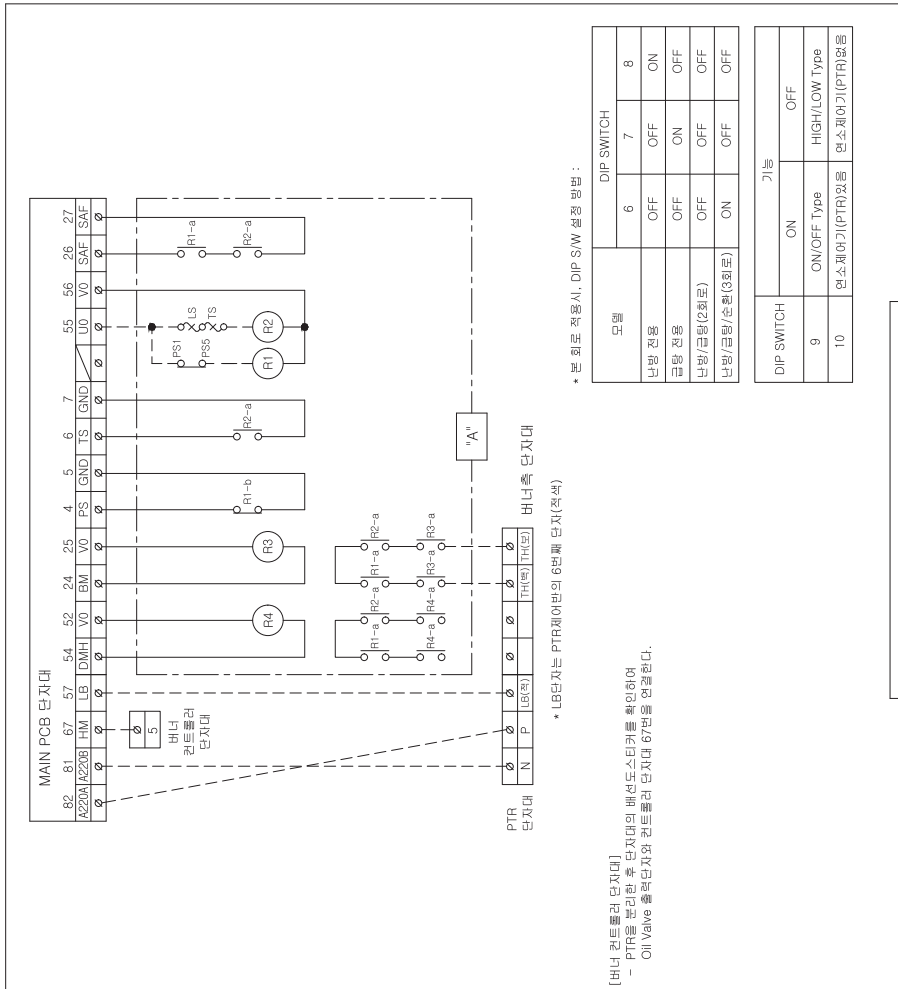 MAIN PCB 단자대
82 81 67 57 54 52 24 25 4 5 6 7 55 56 26 27
A220A A220B HM LB DMH V0 BM V0 PS GND TS GND U0 V0 SAF SAF
5
버너
컨트롤러
단자대
R4
R3
R1-b
R2-a
PS1
PS5
LS
TS
R1
R2
R1-a
R2-a
R1-a R2-a R1-a R2-a
R4-a R4-a R3-a R3-a
"A"
PTR
단자대
N P LB(적) TH(백) TH(보)
버너측 단자대
* LB단자는 PTR제어반의 6번째 단자(적색)
[버너 컨트롤러 단자대]
- PTR을 분리한 후 단자대의 배선도스티커를 확인하여
Oil Valve 출력단자와 컨트롤러 단자대 67번을 연결한다.
* 본 회로 적용시, DIP S/W 설정 방법 :
모델 DIP SWITCH
6 7 8
난방 전용 OFF OFF ON
급탕 전용 OFF ON OFF
난방/급탕(2회로) OFF OFF OFF
난방/급탕/순환(3회로) ON OFF OFF
DIP SWITCH 기능
ON OFF
9 ON/OFF Type HIGH/LOW Type
10 연소제어기(PTR)있음 연소제어기(PTR)없음